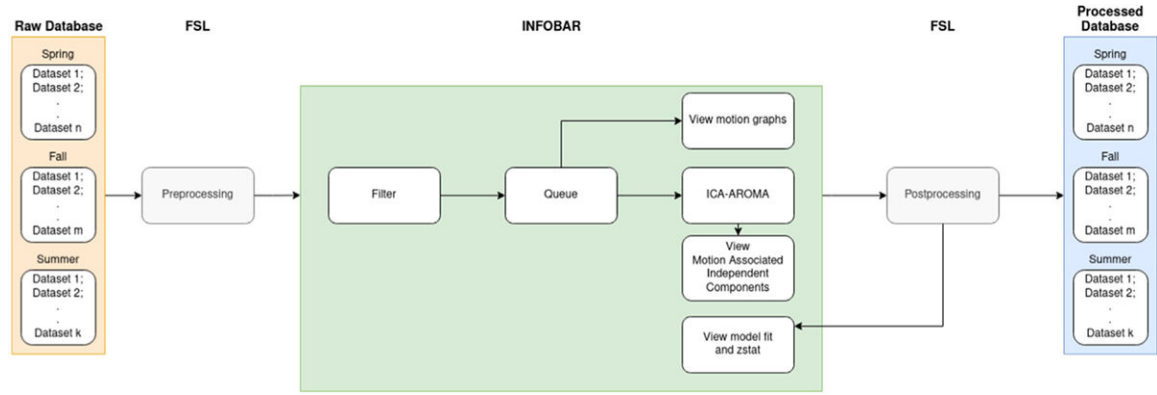 Raw Database
Spring
Dataset 1;
Dataset 2;
.
.
Dataset n
Fall
Dataset 1;
Dataset 2;
.
.
Dataset m
Summer
Dataset 1;
Dataset 2;
.
.
Dataset k
FSL
Preprocessing
INFOBAR
Filter
Queue
View motion graphs
ICA-AROMA
View
Motion Associated
Independent
Components
View model fit
and zstat
FSL
Postprocessing
Processed
Database
Spring
Dataset 1;
Dataset 2;
.
.
Dataset n
Fall
Dataset 1;
Dataset 2;
.
.
Dataset m
Summer
Dataset 1;
Dataset 2;
.
.
Dataset k